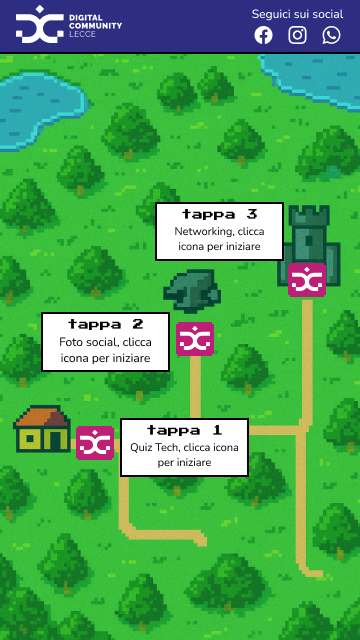 DIGITAL
COMMUNITY
LECCE
Seguici sui social
tappa 3
Networking, clicca
icona per iniziare
tappa 2
Foto social, clicca
icona per iniziare
tappa 1
Quiz Tech, clicca icona
per iniziare